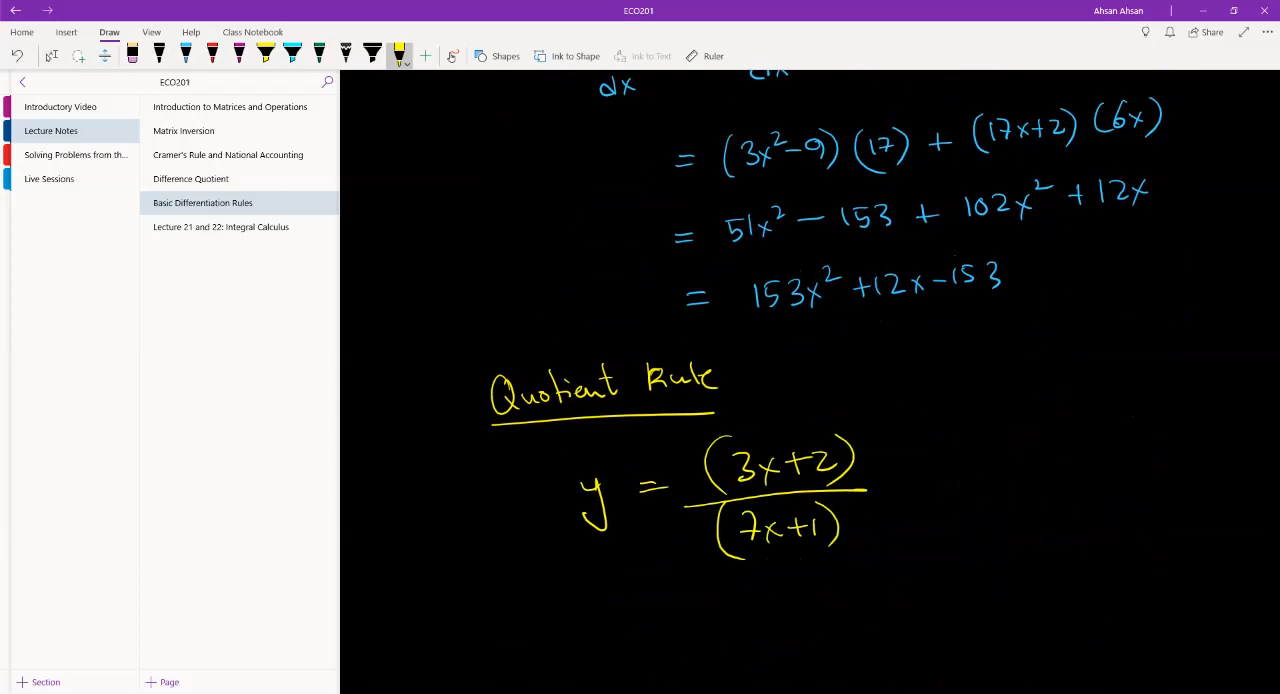 ECO201
Ahsan Ahsan
Home Insert Draw View Help Class Notebook
Share
Shapes Ink to Shape Ink to Text Ruler
ECO201
Introductory Video
Lecture Notes
Solving Problems from th...
Live Sessions
Introduction to Matrices and Operations
Matrix Inversion
Cramer's Rule and National Accounting
Difference Quotient
Basic Differentiation Rules
Lecture 21 and 22: Integral Calculus
+ Section
+ Page
dx dx
= (3x²-9)(17) + (17x+2)(6x)
= 51x² - 153 + 102x² + 12x
= 153x² +12x-153
Quotient Rule
y = (3x+2)
(7x+1)